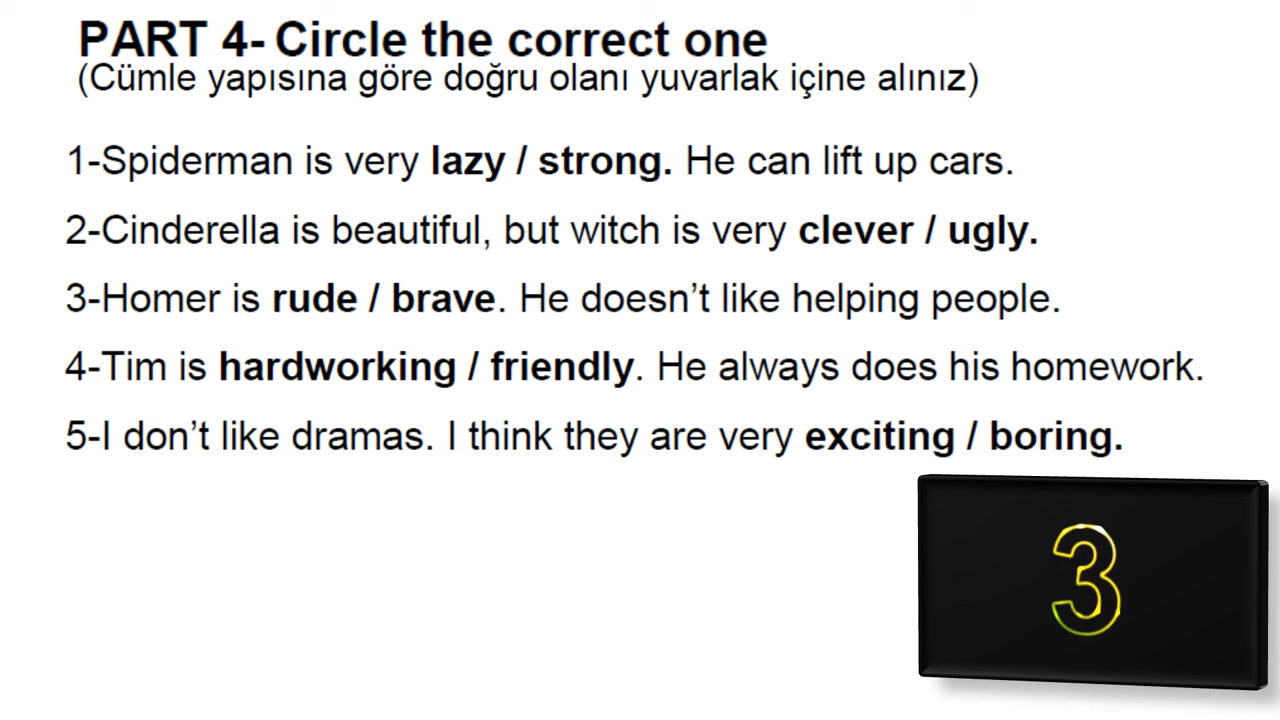 PART 4- Circle the correct one
(Cümle yapısına göre doğru olanı yuvarlak içine alınız)
1-Spiderman is very lazy / strong. He can lift up cars.
2-Cinderella is beautiful, but witch is very clever / ugly.
3-Homer is rude / brave. He doesn’t like helping people.
4-Tim is hardworking / friendly. He always does his homework.
5-I don’t like dramas. I think they are very exciting / boring.
3